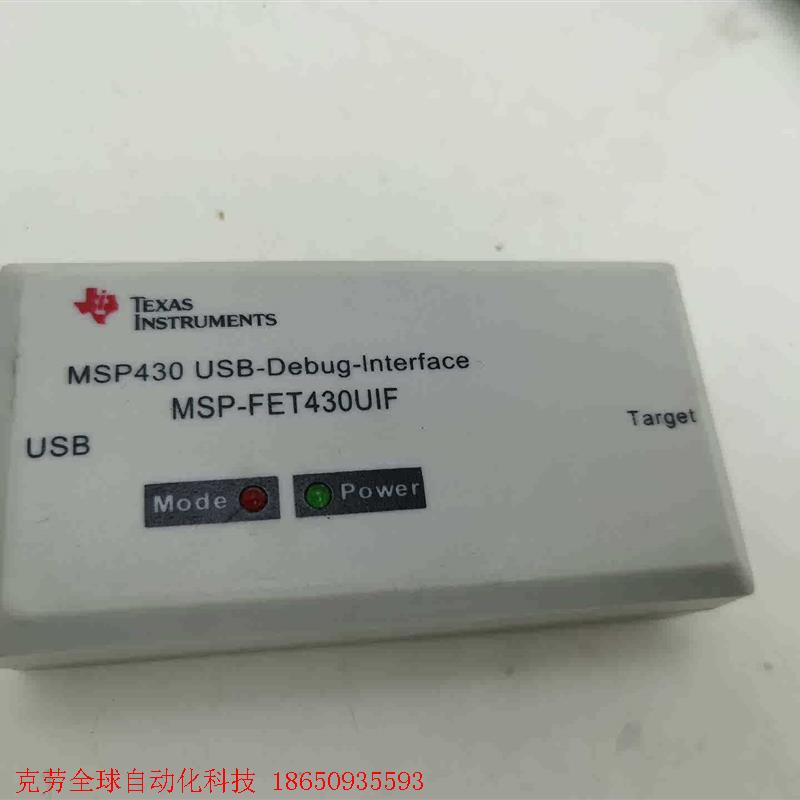 TEXAS
INSTRUMENTS
MSP430 USB-Debug-Interface
MSP-FET430UIF
Target
USB
Mode
Power
克劳全球自动化科技 18650935593